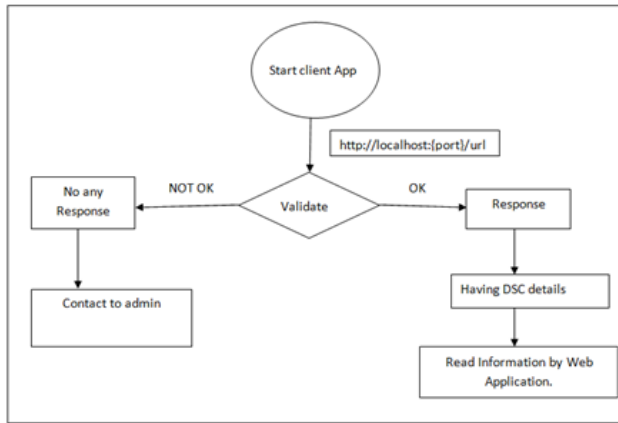 Start client App
http://localhost:{port}/url
NOT OK
OK
No any
Response
Validate
Response
Contact to admin
Having DSC details
Read Information by Web
Application.